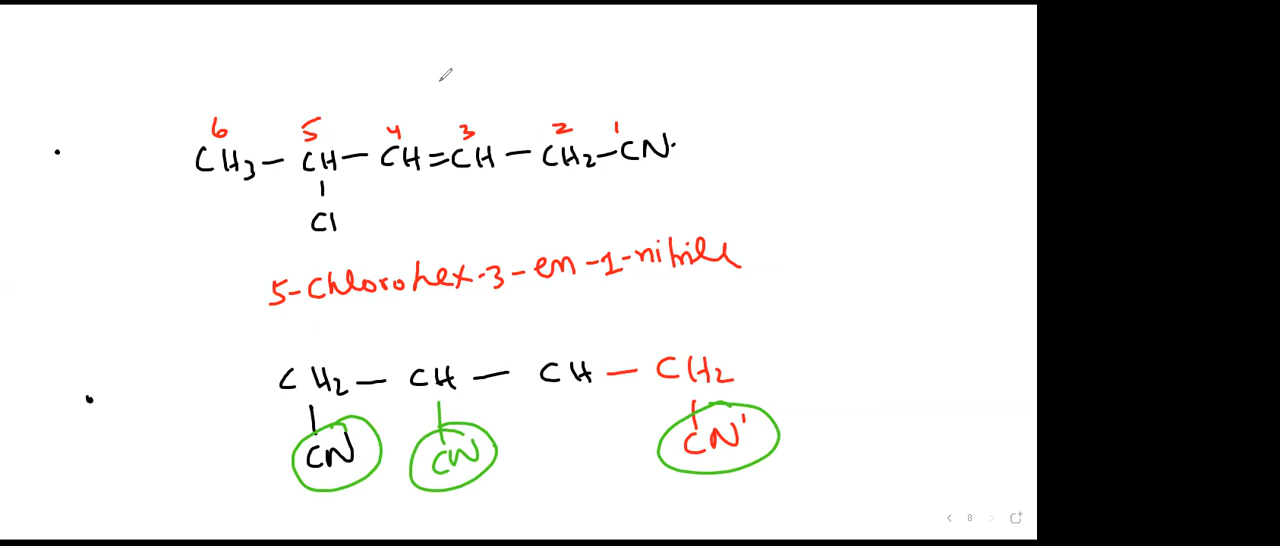 6 5 4 3 2 1
CH3 - CH - CH = CH - CH2 - CN.
Cl
5-chlorohex-3-en-1-nitrile
CH2 - CH - CH - CH2
CN CN CN'
8